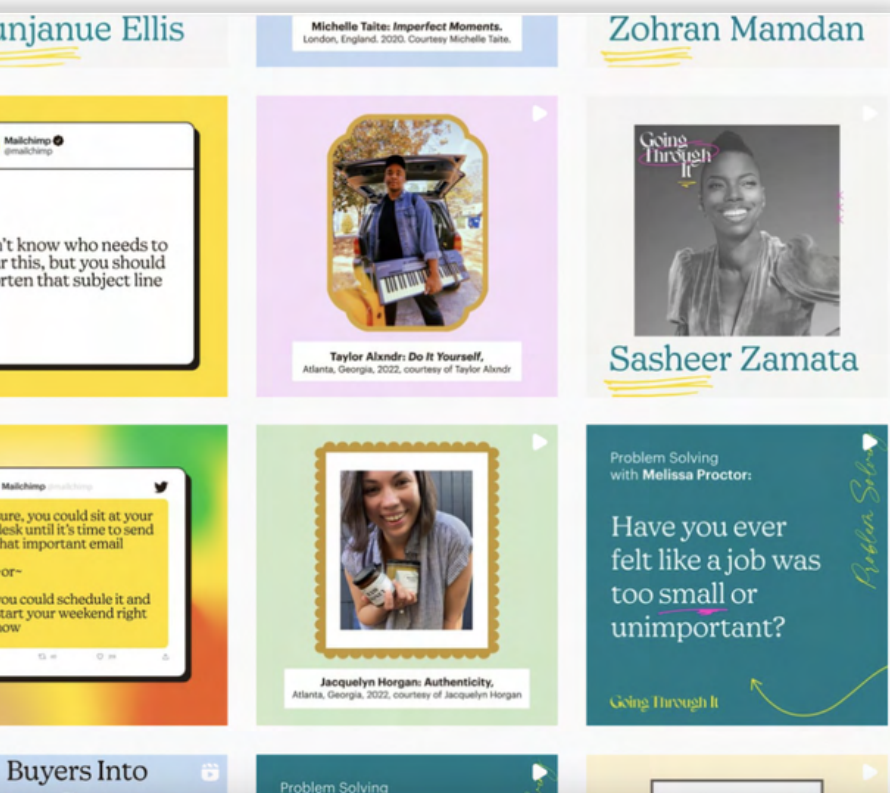 unjanue Ellis
Michelle Taite: Imperfect Moments.
London, England. 2020. Courtesy Michelle Taite.
Zohran Mamdan
Mailchimp
@mailchimp
n't know who needs to
r this, but you should
rten that subject line
Taylor Alxndr: Do It Yourself,
Atlanta, Georgia, 2022, courtesy of Taylor Alxndr
Going
Through
It
Sasheer Zamata
Mailchimp @mailchimp
ure, you could sit at your
desk until it's time to send
hat important email
~or~
you could schedule it and
start your weekend right
now
Jacquelyn Horgan: Authenticity,
Atlanta, Georgia, 2022, courtesy of Jacquelyn Horgan
Problem Solving
with Melissa Proctor:
Have you ever
felt like a job was
too small or
unimportant?
Problem Solving
Going Through It
Buyers Into
Problem Solving